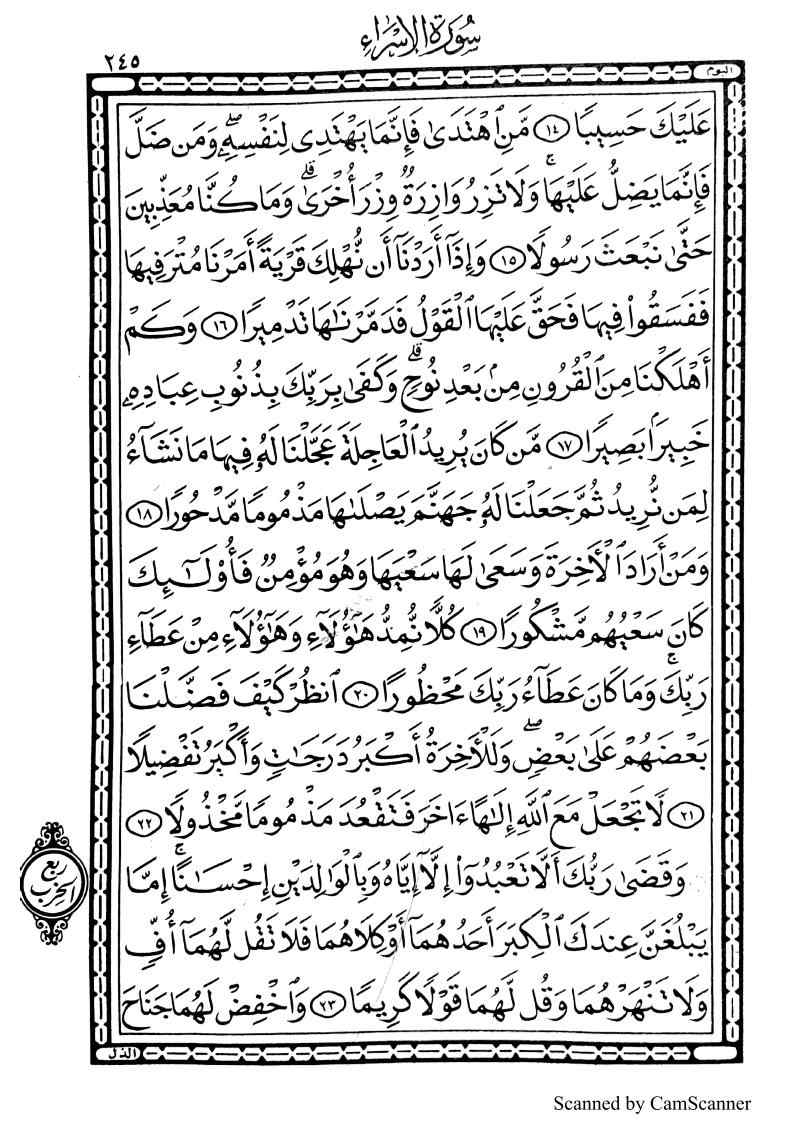 سُورَةُ الإِسْرَاءِ
٢٤٥
اليوم
عَلَيْكَ حَسِيبًا ١٤ مَّنِ ٱهْتَدَىٰ فَإِنَّمَا يَهْتَدِى لِنَفْسِهِۦۖ وَمَن ضَلَّ
فَإِنَّمَا يَضِلُّ عَلَيْهَاۚ وَلَا تَزِرُ وَازِرَةٌ وِزْرَ أُخْرَىٰۗ وَمَا كُنَّا مُعَذِّبِينَ
حَتَّىٰ نَبْعَثَ رَسُولًا ١٥ وَإِذَآ أَرَدْنَآ أَن نُّهْلِكَ قَرْيَةً أَمَرْنَا مُتْرَفِيهَا
فَفَسَقُوا۟ فِيهَا فَحَقَّ عَلَيْهَا ٱلْقَوْلُ فَدَمَّرْنَٰهَا تَدْمِيرًا ١٦ وَكَمْ
أَهْلَكْنَا مِنَ ٱلْقُرُونِ مِنۢ بَعْدِ نُوحٍۗ وَكَفَىٰ بِرَبِّكَ بِذُنُوبِ عِبَادِهِۦ
خَبِيرًۢا بَصِيرًا ١٧ مَّن كَانَ يُرِيدُ ٱلْعَاجِلَةَ عَجَّلْنَا لَهُۥ فِيهَا مَا نَشَآءُ
لِمَن نُّرِيدُ ثُمَّ جَعَلْنَا لَهُۥ جَهَنَّمَ يَصْلَىٰهَا مَذْمُومًا مَّدْحُورًا ١٨
وَمَنْ أَرَادَ ٱلْأَخِرَةَ وَسَعَىٰ لَهَا سَعْيَهَا وَهُوَ مُؤْمِنٌ فَأُو۟لَٰٓئِكَ
كَانَ سَعْيُهُم مَّشْكُورًا ١٩ كُلًّا نُّمِدُّ هَٰٓؤُلَآءِ وَهَٰٓؤُلَآءِ مِنْ عَطَآءِ
رَبِّكَۚ وَمَا كَانَ عَطَآءُ رَبِّكَ مَحْظُورًا ٢٠ ٱنظُرْ كَيْفَ فَضَّلْنَا
بَعْضَهُمْ عَلَىٰ بَعْضٍۖ وَلَلْأَخِرَةُ أَكْبَرُ دَرَجَٰتٍ وَأَكْبَرُ تَفْضِيلًا
٢١ لَّا تَجْعَلْ مَعَ ٱللَّهِ إِلَٰهًا ءَاخَرَ فَتَقْعُدَ مَذْمُومًا مَّخْذُولًا ٢٢
وَقَضَىٰ رَبُّكَ أَلَّا تَعْبُدُوٓا۟ إِلَّآ إِيَّاهُ وَبِٱلْوَٰلِدَيْنِ إِحْسَٰنًاۚ إِمَّا
يَبْلُغَنَّ عِندَكَ ٱلْكِبَرَ أَحَدُهُمَآ أَوْ كِلَاهُمَا فَلَا تَقُل لَّهُمَآ أُفٍّ
وَلَا تَنْهَرْهُمَا وَقُل لَّهُمَا قَوْلًا كَرِيمًا ٢٣ وَٱخْفِضْ لَهُمَا جَنَاحَ
ربع
الحزب
الذل
Scanned by CamScanner